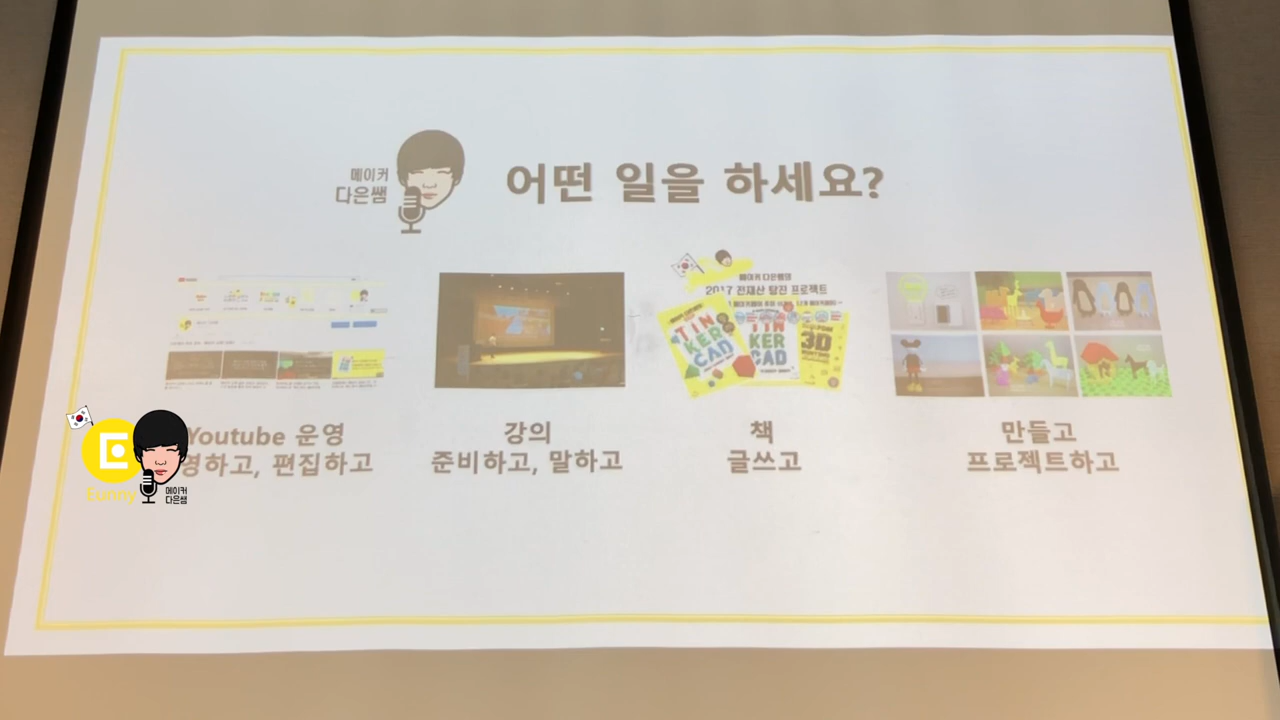 메이커
다은쌤
어떤 일을 하세요?
메이커 다은쌤의
2017 전재산 탕진 프로젝트
TIN
KER
CAD
TIN
KER
CAD
3D
Youtube 운영
영하고, 편집하고
강의
준비하고, 말하고
책
글쓰고
만들고
프로젝트하고
E
Eunny
메이커
다은쌤